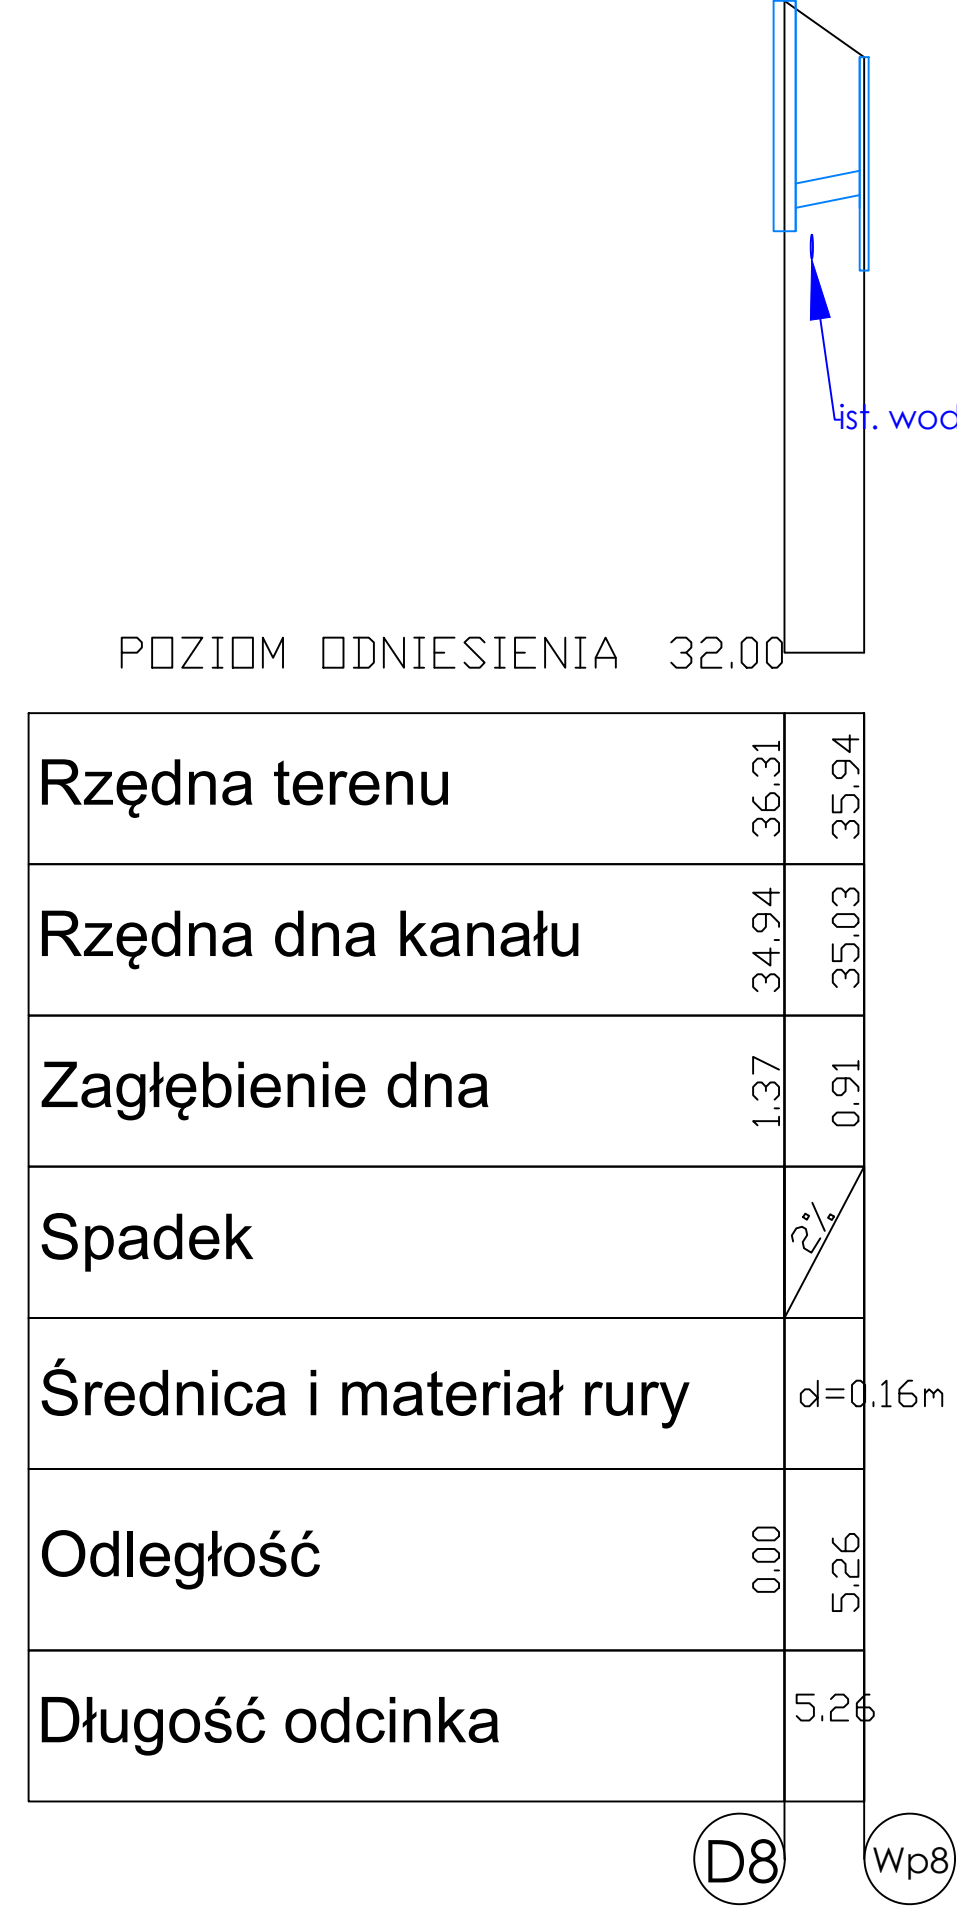 ist. wod
POZIOM ODNIESIENIA 32.00
Rzędna terenu 36.31 35.94
Rzędna dna kanału 34.94 35.03
Zagłębienie dna 1.37 0.91
Spadek 2%
Średnica i materiał rury d=0.16m
Odległość 0.00 5.26
Długość odcinka 5.26
D8 Wp8